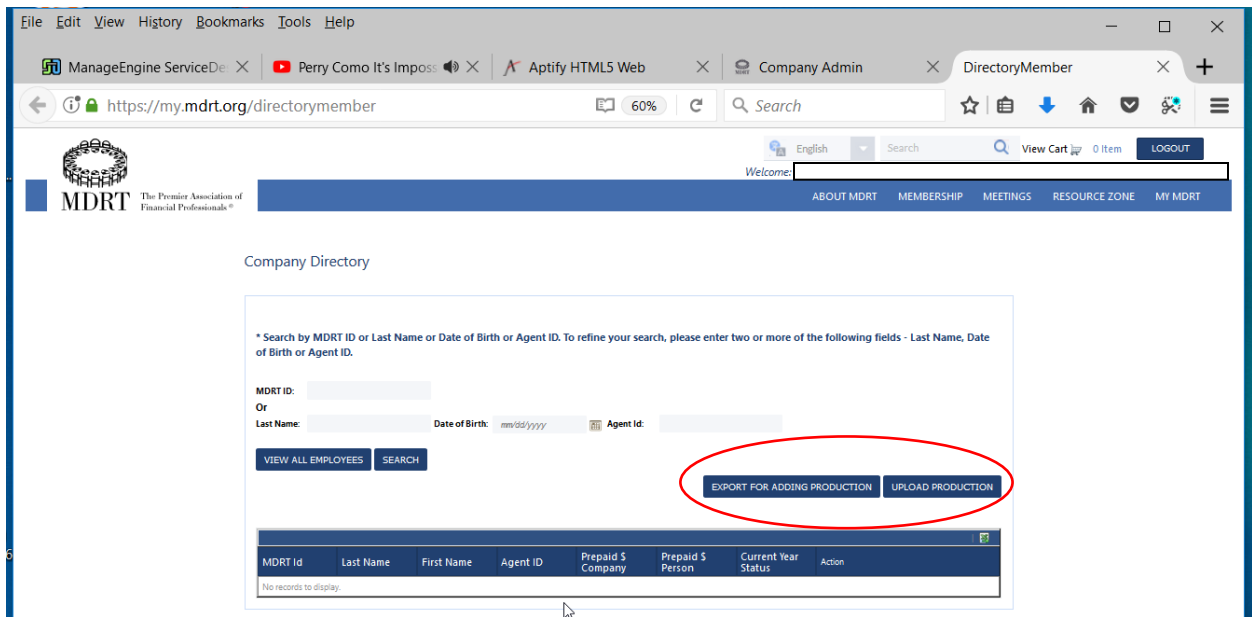 File Edit View History Bookmarks Tools Help
ManageEngine ServiceDe Perry Como It's Imposs Aptify HTML5 Web Company Admin DirectoryMember
https://my.mdrt.org/directorymember 60% Search
English Search View Cart 0 Item LOGOUT
Welcome:
MDRT The Premier Association of
Financial Professionals ®
ABOUT MDRT MEMBERSHIP MEETINGS RESOURCE ZONE MY MDRT
Company Directory
* Search by MDRT ID or Last Name or Date of Birth or Agent ID. To refine your search, please enter two or more of the following fields - Last Name, Date
of Birth or Agent ID.
MDRT ID:
Or
Last Name: Date of Birth: mm/dd/yyyy Agent Id:
VIEW ALL EMPLOYEES SEARCH
EXPORT FOR ADDING PRODUCTION UPLOAD PRODUCTION
MDRT Id Last Name First Name Agent ID Prepaid $ Company Prepaid $ Person Current Year Status Action
No records to display.